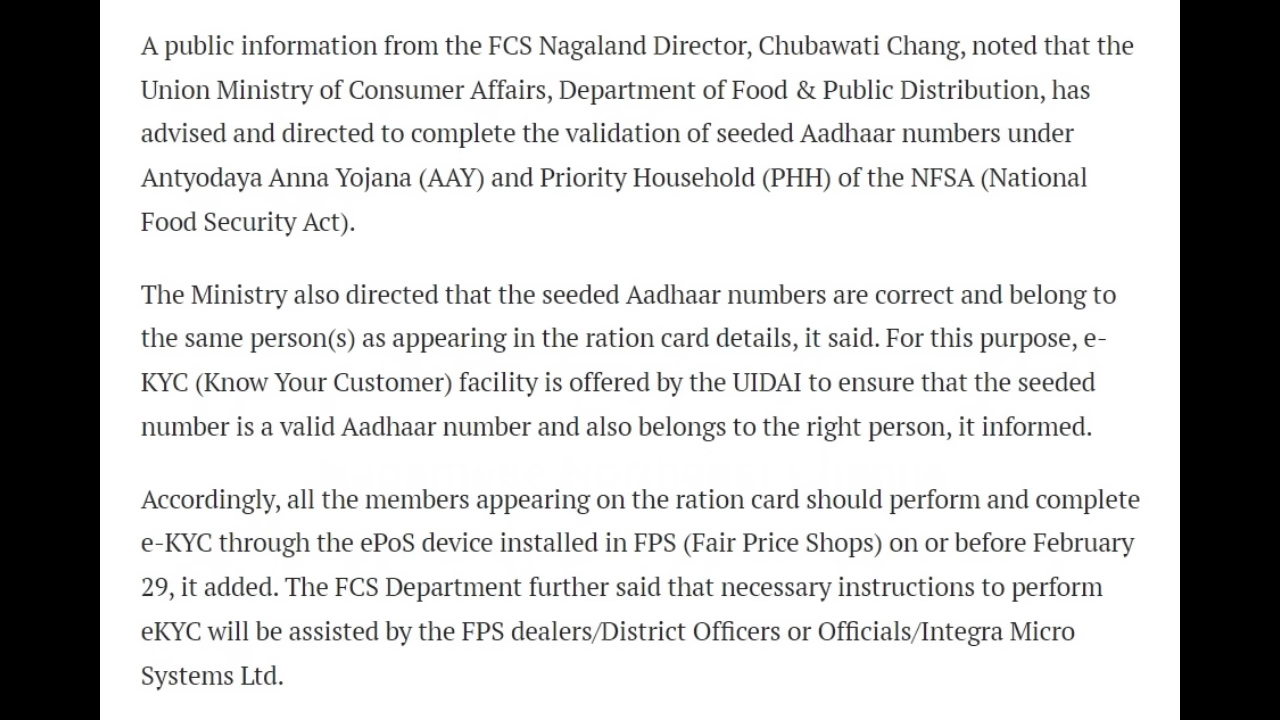 A public information from the FCS Nagaland Director, Chubawati Chang, noted that the
Union Ministry of Consumer Affairs, Department of Food & Public Distribution, has
advised and directed to complete the validation of seeded Aadhaar numbers under
Antyodaya Anna Yojana (AAY) and Priority Household (PHH) of the NFSA (National
Food Security Act).
The Ministry also directed that the seeded Aadhaar numbers are correct and belong to
the same person(s) as appearing in the ration card details, it said. For this purpose, e-
KYC (Know Your Customer) facility is offered by the UIDAI to ensure that the seeded
number is a valid Aadhaar number and also belongs to the right person, it informed.
Accordingly, all the members appearing on the ration card should perform and complete
e-KYC through the ePoS device installed in FPS (Fair Price Shops) on or before February
29, it added. The FCS Department further said that necessary instructions to perform
eKYC will be assisted by the FPS dealers/District Officers or Officials/Integra Micro
Systems Ltd.